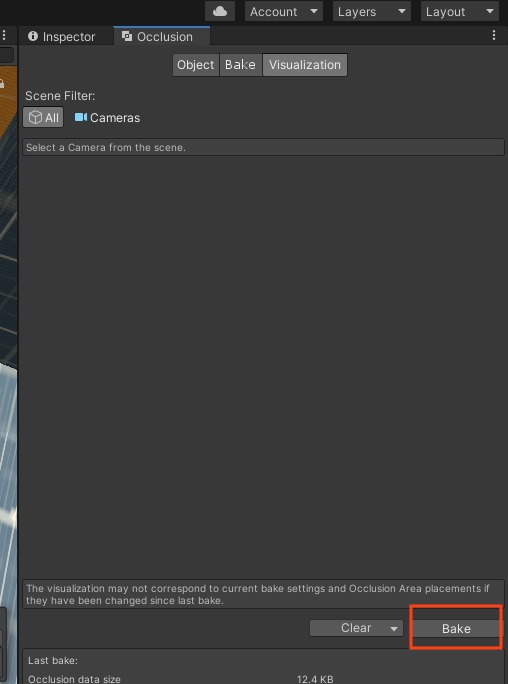 Account Layers Layout
Inspector Occlusion
Object Bake Visualization
Scene Filter:
All Cameras
Select a Camera from the scene.
The visualization may not correspond to current bake settings and Occlusion Area placements if
they have been changed since last bake.
Clear Bake
Last bake:
Occlusion data size 12.4 KB